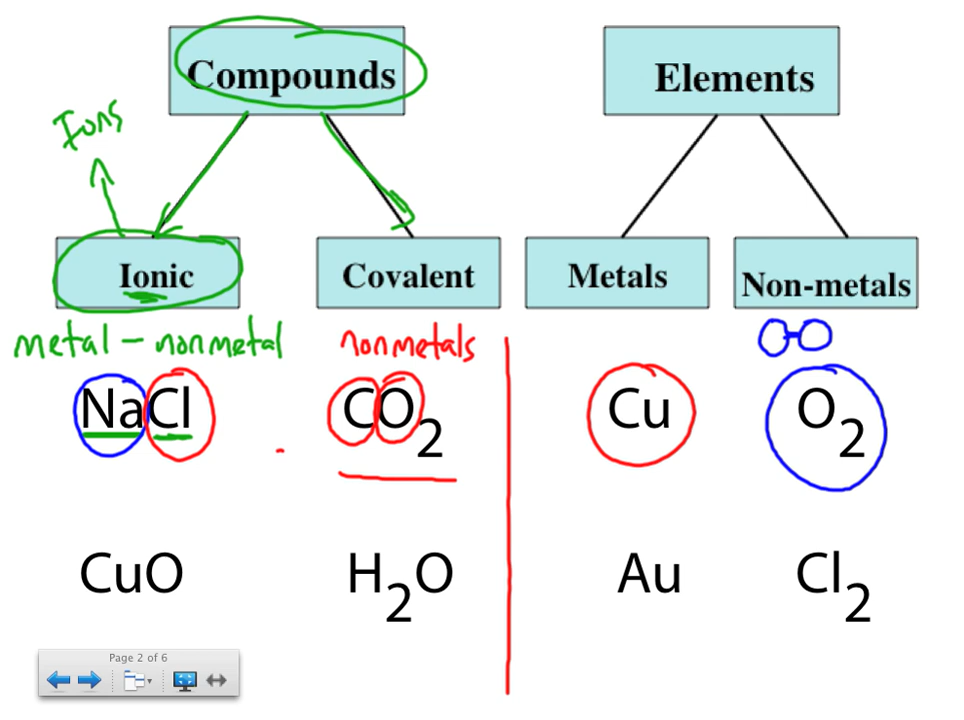 Compounds
Elements
Ions
Ionic
Covalent
Metals
Non-metals
metal – nonmetal
nonmetals
NaCl
CO2
Cu
O2
CuO
H2O
Au
Cl2
Page 2 of 6